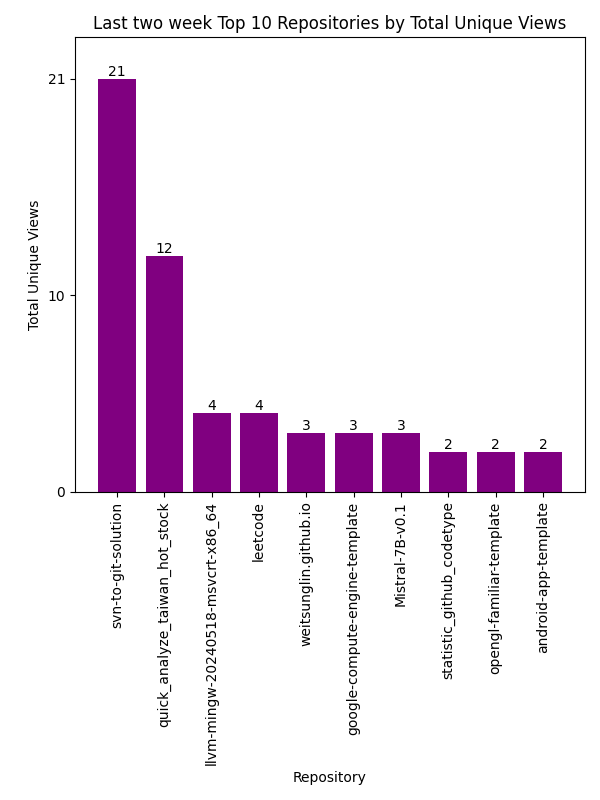 Last two week Top 10 Repositories by Total Unique Views
Total Unique Views
21
10
0
21
12
4
4
3
3
3
2
2
2
svn-to-git-solution
quick_analyze_taiwan_hot_stock
llvm-mingw-20240518-msvcrt-x86_64
leetcode
weitsunglin.github.io
google-compute-engine-template
Mistral-7B-v0.1
statistic_github_codetype
opengl-familiar-template
android-app-template
Repository